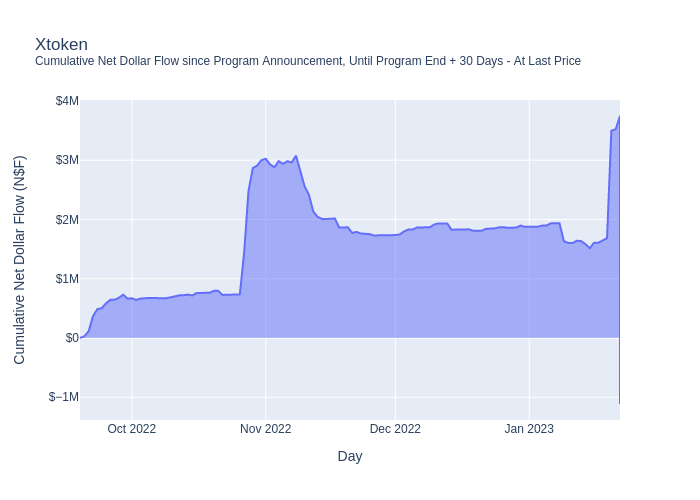 Xtoken
Cumulative Net Dollar Flow since Program Announcement, Until Program End + 30 Days - At Last Price
$4M
$3M
$2M
$1M
$0
$−1M
Cumulative Net Dollar Flow (N$F)
Oct 2022
Nov 2022
Dec 2022
Jan 2023
Day